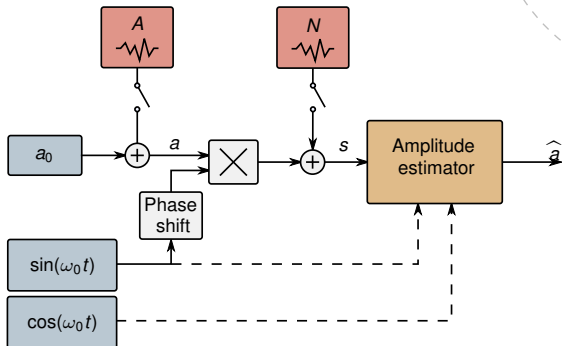 A
N
a₀
a
s
Amplitude
estimator
â
Phase
shift
sin(ω₀t)
cos(ω₀t)